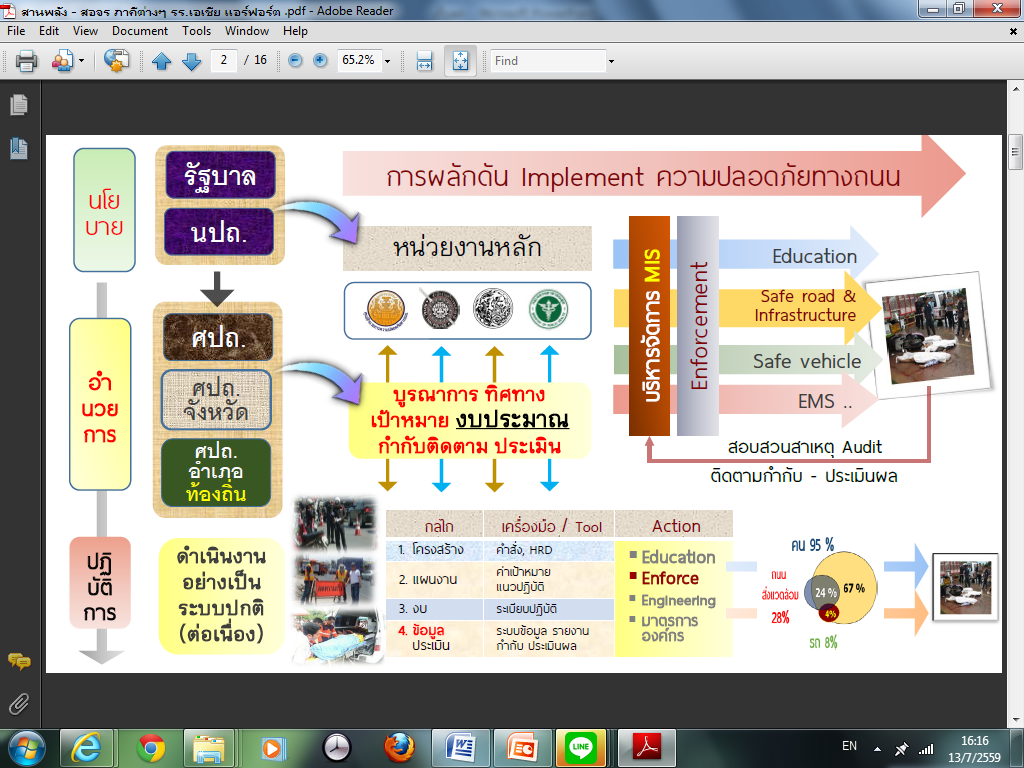 สานพลัง - สอจร ภาคีต่างๆ รร.เอเชีย แอร์ฟอร์ต .pdf - Adobe Reader
File Edit View Document Tools Window Help
2 / 16 65.2% Find
นโย
บาย
รัฐบาล
นปถ.
การผลักดัน Implement ความปลอดภัยทางถนน
หน่วยงานหลัก
บริหารจัดการ MIS
Enforcement
Education
Safe road &
Infrastructure
Safe vehicle
EMS ..
สอบสวนสาเหตุ Audit
ติดตามกำกับ - ประเมินผล
อำ
นวย
การ
ศปถ.
ศปถ.
จังหวัด
ศปถ.
อำเภอ
ท้องถิ่น
บูรณาการ ทิศทาง
เป้าหมาย งบประมาณ
กำกับติดตาม ประเมิน
ปฏิ
บัติ
การ
ดำเนินงาน
อย่างเป็น
ระบบปกติ
(ต่อเนื่อง)
กลไก เครื่องมือ / Tool Action
1. โครงสร้าง คำสั่ง, HRD
2. แผนงาน ค่าเป้าหมาย
แนวปฏิบัติ
3. งบ ระเบียบปฏิบัติ
4. ข้อมูล ระบบข้อมูล รายงาน
ประเมิน กำกับ ประเมินผล
Education
Enforce
Engineering
มาตรการ
องค์กร
คน 95 %
ถนน
สิ่งแวดล้อม
28%
24 %
67 %
4%
รถ 8%
EN
16:16
13/7/2559